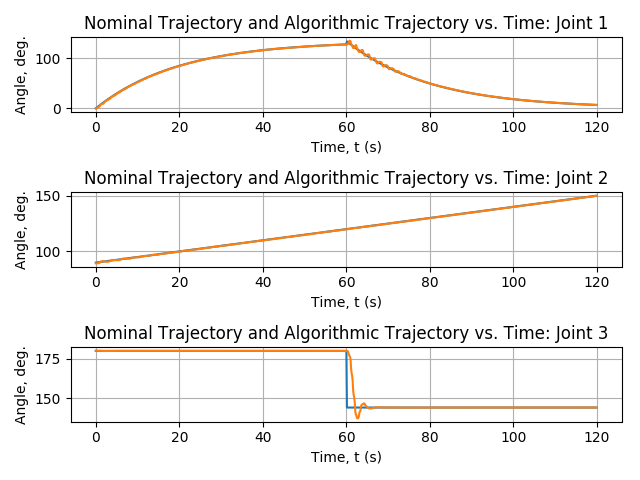 Nominal Trajectory and Algorithmic Trajectory vs. Time: Joint 1
100
0
Angle, deg.
0 20 40 60 80 100 120
Time, t (s)
Nominal Trajectory and Algorithmic Trajectory vs. Time: Joint 2
150
100
Angle, deg.
0 20 40 60 80 100 120
Time, t (s)
Nominal Trajectory and Algorithmic Trajectory vs. Time: Joint 3
175
150
Angle, deg.
0 20 40 60 80 100 120
Time, t (s)